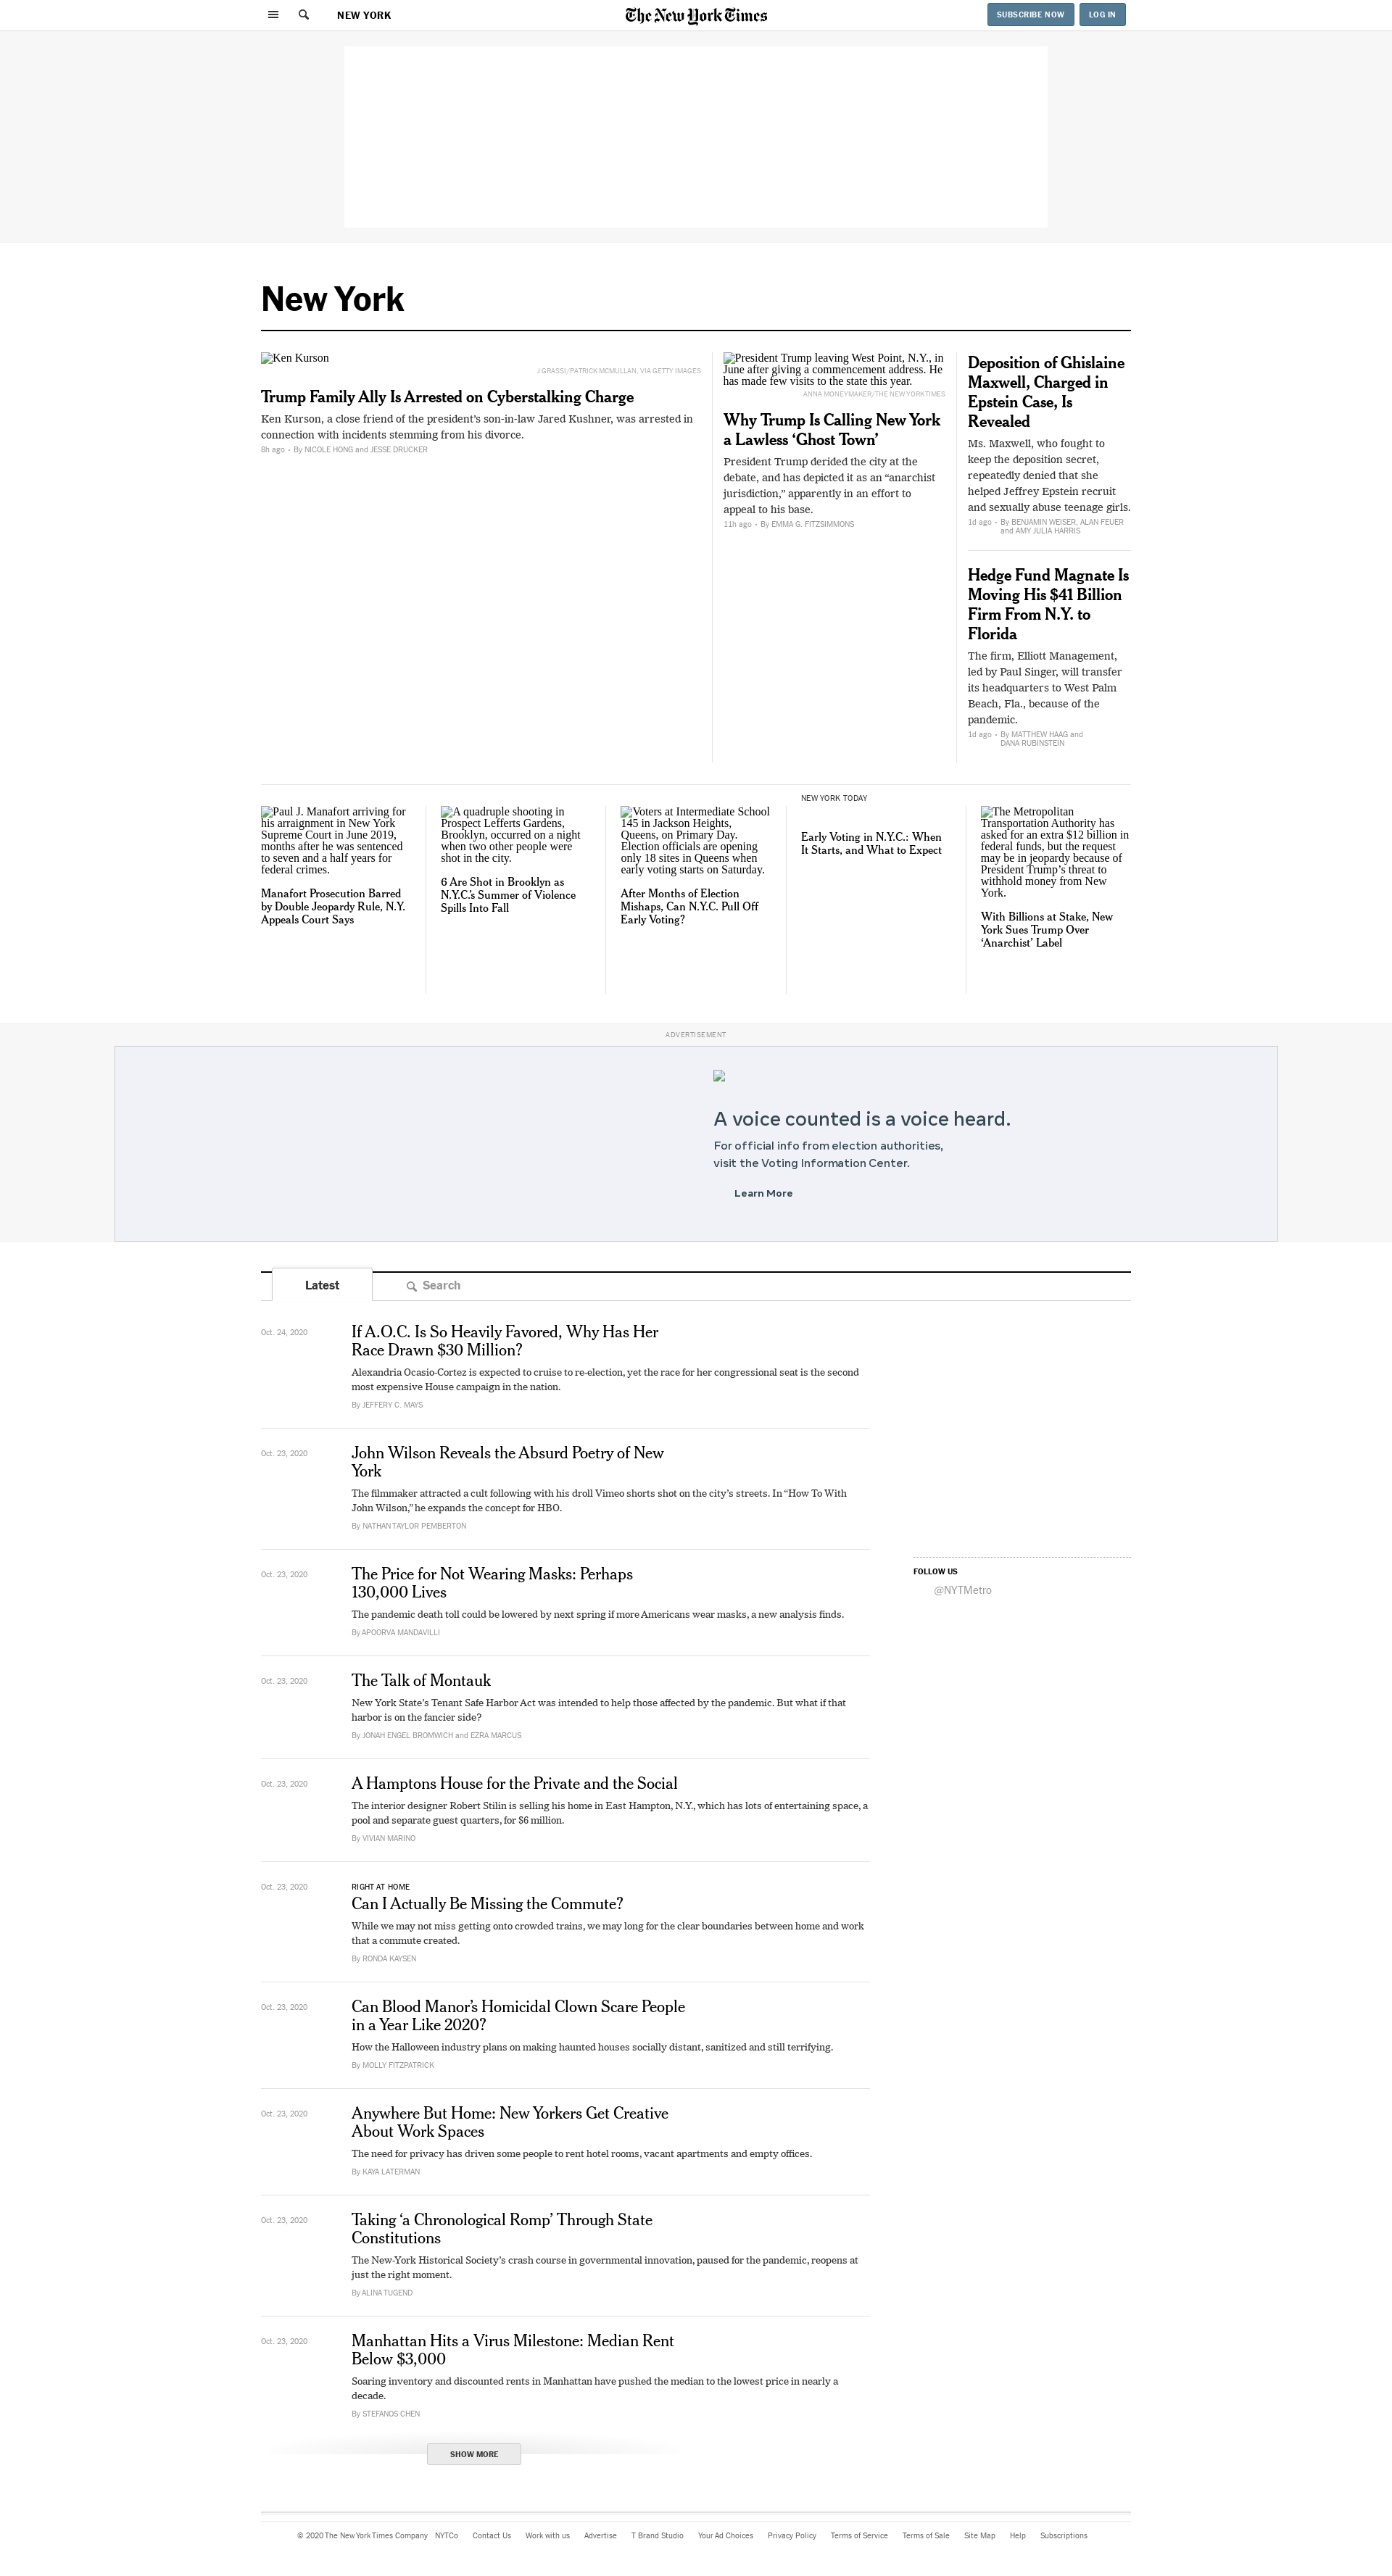 NEW YORK
The New York Times
SUBSCRIBE NOW
LOG IN
New York
Ken Kurson
J GRASSI/PATRICK MCMULLAN, VIA GETTY IMAGES
Trump Family Ally Is Arrested on Cyberstalking Charge
Ken Kurson, a close friend of the president’s son-in-law Jared Kushner, was arrested in
connection with incidents stemming from his divorce.
8h ago • By NICOLE HONG and JESSE DRUCKER
President Trump leaving West Point, N.Y., in
June after giving a commencement address. He
has made few visits to the state this year.
ANNA MONEYMAKER/THE NEW YORK TIMES
Why Trump Is Calling New York
a Lawless ‘Ghost Town’
President Trump derided the city at the
debate, and has depicted it as an “anarchist
jurisdiction,” apparently in an effort to
appeal to his base.
11h ago • By EMMA G. FITZSIMMONS
Deposition of Ghislaine
Maxwell, Charged in
Epstein Case, Is
Revealed
Ms. Maxwell, who fought to
keep the deposition secret,
repeatedly denied that she
helped Jeffrey Epstein recruit
and sexually abuse teenage girls.
1d ago • By BENJAMIN WEISER, ALAN FEUER
and AMY JULIA HARRIS
Hedge Fund Magnate Is
Moving His $41 Billion
Firm From N.Y. to
Florida
The firm, Elliott Management,
led by Paul Singer, will transfer
its headquarters to West Palm
Beach, Fla., because of the
pandemic.
1d ago • By MATTHEW HAAG and
DANA RUBINSTEIN
Paul J. Manafort arriving for
his arraignment in New York
Supreme Court in June 2019,
months after he was sentenced
to seven and a half years for
federal crimes.
Manafort Prosecution Barred
by Double Jeopardy Rule, N.Y.
Appeals Court Says
A quadruple shooting in
Prospect Lefferts Gardens,
Brooklyn, occurred on a night
when two other people were
shot in the city.
6 Are Shot in Brooklyn as
N.Y.C.’s Summer of Violence
Spills Into Fall
Voters at Intermediate School
145 in Jackson Heights,
Queens, on Primary Day.
Election officials are opening
only 18 sites in Queens when
early voting starts on Saturday.
After Months of Election
Mishaps, Can N.Y.C. Pull Off
Early Voting?
NEW YORK TODAY
Early Voting in N.Y.C.: When
It Starts, and What to Expect
The Metropolitan
Transportation Authority has
asked for an extra $12 billion in
federal funds, but the request
may be in jeopardy because of
President Trump’s threat to
withhold money from New
York.
With Billions at Stake, New
York Sues Trump Over
‘Anarchist’ Label
ADVERTISEMENT
A voice counted is a voice heard.
For official info from election authorities,
visit the Voting Information Center.
Learn More
Latest
Search
Oct. 24, 2020
If A.O.C. Is So Heavily Favored, Why Has Her
Race Drawn $30 Million?
Alexandria Ocasio-Cortez is expected to cruise to re-election, yet the race for her congressional seat is the second
most expensive House campaign in the nation.
By JEFFERY C. MAYS
Oct. 23, 2020
John Wilson Reveals the Absurd Poetry of New
York
The filmmaker attracted a cult following with his droll Vimeo shorts shot on the city’s streets. In “How To With
John Wilson,” he expands the concept for HBO.
By NATHAN TAYLOR PEMBERTON
Oct. 23, 2020
The Price for Not Wearing Masks: Perhaps
130,000 Lives
The pandemic death toll could be lowered by next spring if more Americans wear masks, a new analysis finds.
By APOORVA MANDAVILLI
FOLLOW US
@NYTMetro
Oct. 23, 2020
The Talk of Montauk
New York State’s Tenant Safe Harbor Act was intended to help those affected by the pandemic. But what if that
harbor is on the fancier side?
By JONAH ENGEL BROMWICH and EZRA MARCUS
Oct. 23, 2020
A Hamptons House for the Private and the Social
The interior designer Robert Stilin is selling his home in East Hampton, N.Y., which has lots of entertaining space, a
pool and separate guest quarters, for $6 million.
By VIVIAN MARINO
Oct. 23, 2020
RIGHT AT HOME
Can I Actually Be Missing the Commute?
While we may not miss getting onto crowded trains, we may long for the clear boundaries between home and work
that a commute created.
By RONDA KAYSEN
Oct. 23, 2020
Can Blood Manor’s Homicidal Clown Scare People
in a Year Like 2020?
How the Halloween industry plans on making haunted houses socially distant, sanitized and still terrifying.
By MOLLY FITZPATRICK
Oct. 23, 2020
Anywhere But Home: New Yorkers Get Creative
About Work Spaces
The need for privacy has driven some people to rent hotel rooms, vacant apartments and empty offices.
By KAYA LATERMAN
Oct. 23, 2020
Taking ‘a Chronological Romp’ Through State
Constitutions
The New-York Historical Society’s crash course in governmental innovation, paused for the pandemic, reopens at
just the right moment.
By ALINA TUGEND
Oct. 23, 2020
Manhattan Hits a Virus Milestone: Median Rent
Below $3,000
Soaring inventory and discounted rents in Manhattan have pushed the median to the lowest price in nearly a
decade.
By STEFANOS CHEN
SHOW MORE
© 2020 The New York Times Company NYTCo Contact Us Work with us Advertise T Brand Studio Your Ad Choices Privacy Policy Terms of Service Terms of Sale Site Map Help Subscriptions